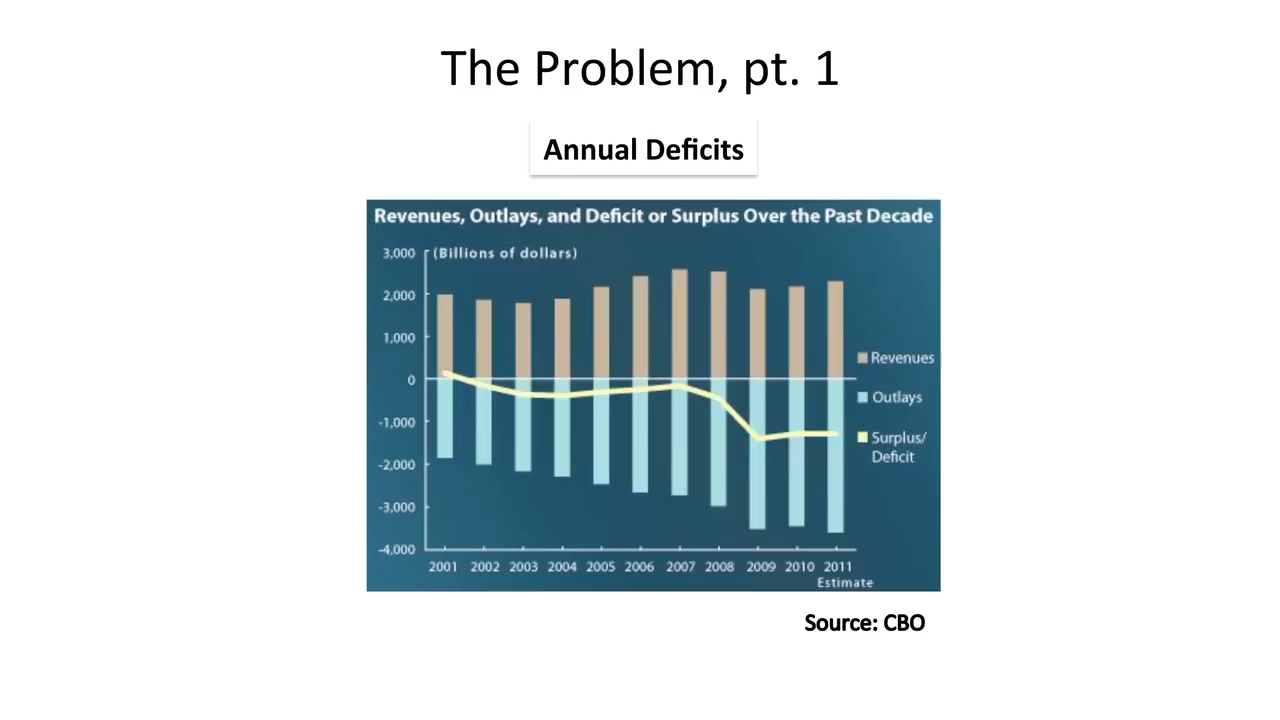 The Problem, pt. 1
Annual Deficits
Revenues, Outlays, and Deficit or Surplus Over the Past Decade
(Billions of dollars)
3,000
2,000
1,000
0
-1,000
-2,000
-3,000
-4,000
Revenues
Outlays
Surplus/
Deficit
2001 2002 2003 2004 2005 2006 2007 2008 2009 2010 2011
Estimate
Source: CBO